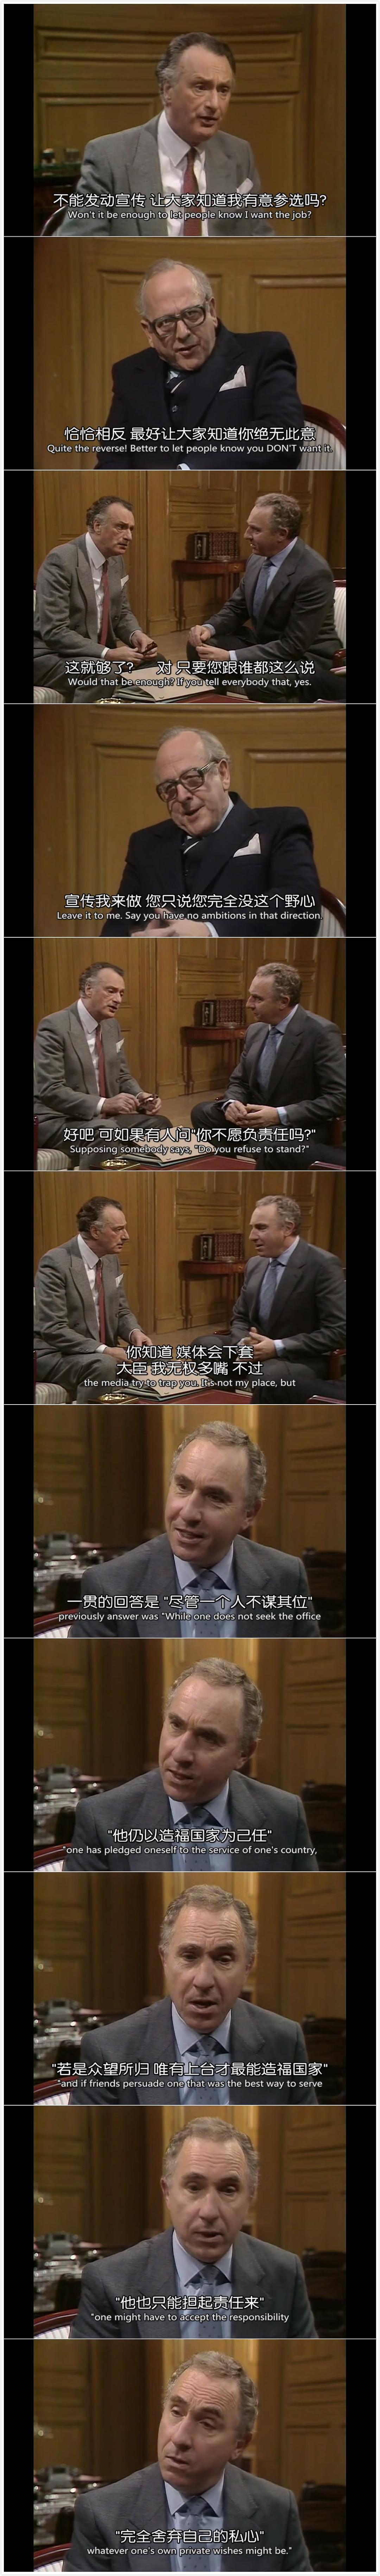 不能发动宣传 让大家知道我有意参选吗?
Won't it be enough to let people know I want the job?
恰恰相反 最好让大家知道你绝无此意
Quite the reverse! Better to let people know you DON'T want it.
这就够了? 对 只要您跟谁都这么说
Would that be enough? If you tell everybody that, yes.
宣传我来做 您只说您完全没这个野心
Leave it to me. Say you have no ambitions in that direction.
好吧 可如果有人问"你不愿负责任吗?"
Supposing somebody says, "Do you refuse to stand?"
你知道 媒体会下套
大臣 我无权多嘴 不过
the media try to trap you. It's not my place, but
一贯的回答是 "尽管一个人不谋其位"
previously answer was "While one does not seek the office
"他仍以造福国家为己任"
"one has pledged oneself to the service of one's country,
"若是众望所归 唯有上台才最能造福国家"
"and if friends persuade one that was the best way to serve
"他也只能担起责任来"
"one might have to accept the responsibility
"完全舍弃自己的私心"
whatever one's own private wishes might be."